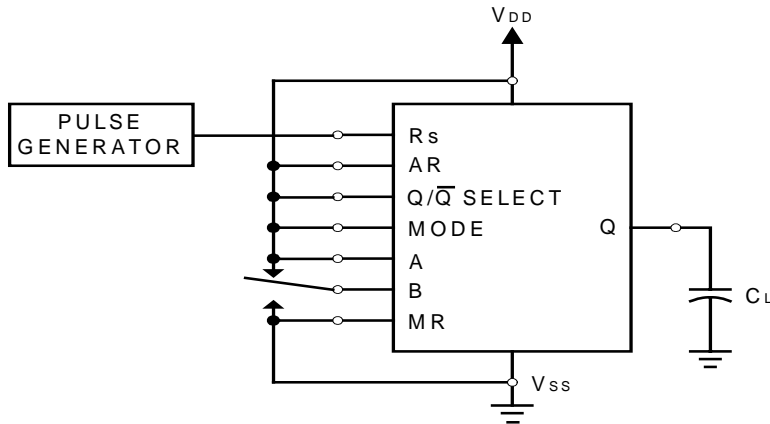 VDD
PULSE
GENERATOR
Rs
AR
Q/Q̅ SELECT
MODE
A
B
MR
Q
CL
VSS